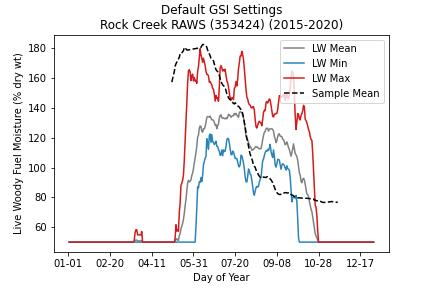 Default GSI Settings
Rock Creek RAWS (353424) (2015-2020)
Live Woody Fuel Moisture (% dry wt)
180
160
140
120
100
80
60
LW Mean
LW Min
LW Max
Sample Mean
01-01 02-20 04-11 05-31 07-20 09-08 10-28 12-17
Day of Year